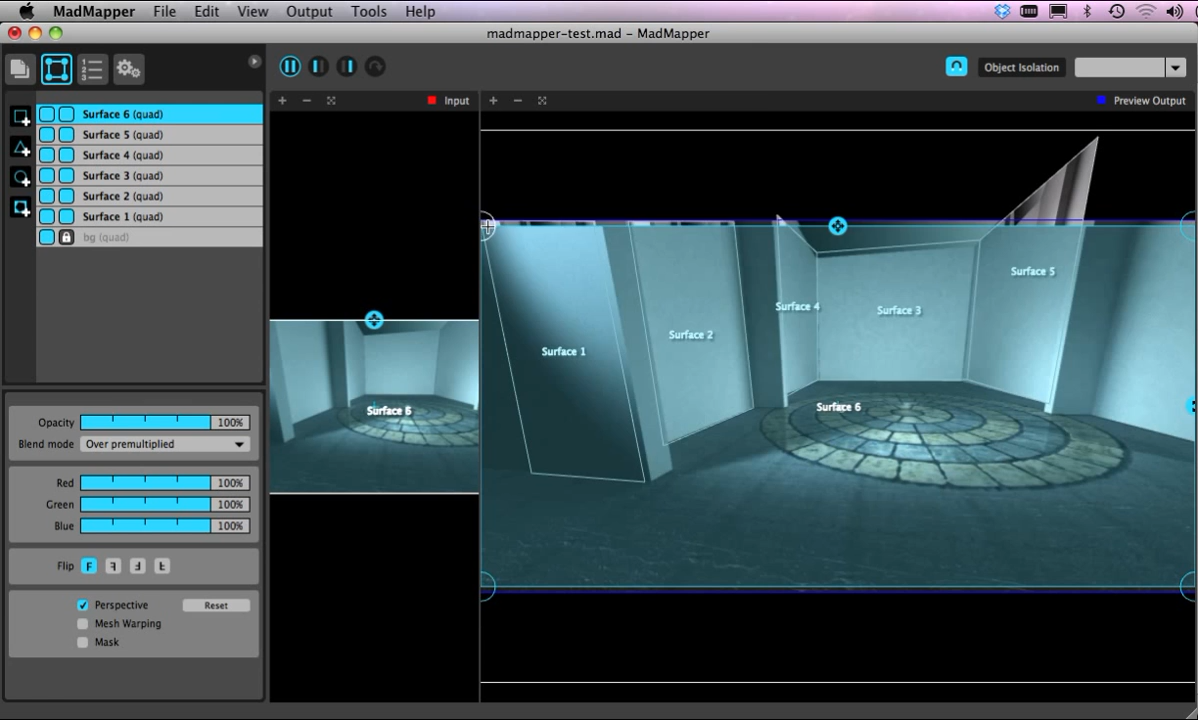 MadMapper File Edit View Output Tools Help
madmapper-test.mad – MadMapper
Object Isolation
Input
Preview Output
Surface 6 (quad)
Surface 5 (quad)
Surface 4 (quad)
Surface 3 (quad)
Surface 2 (quad)
Surface 1 (quad)
bg (quad)
Opacity 100%
Blend mode Over premultiplied
Red 100%
Green 100%
Blue 100%
Flip F
Perspective Reset
Mesh Warping
Mask
Surface 6
Surface 5
Surface 4
Surface 3
Surface 2
Surface 1
Surface 6